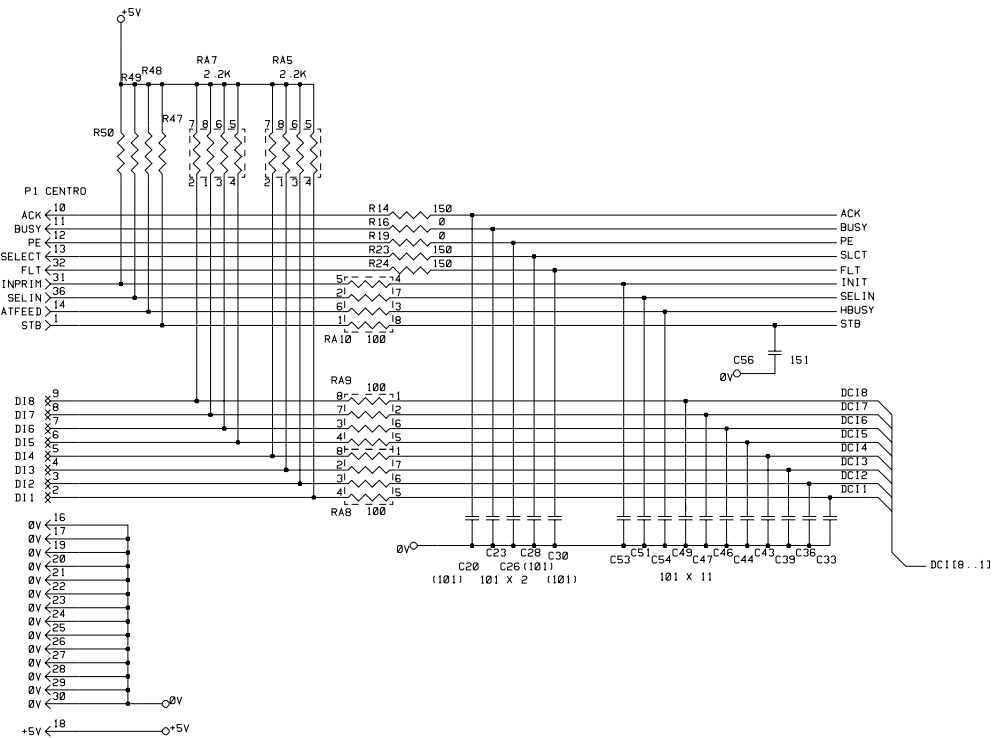 +5V
R49 R48 RA7 RA5
2.2K 2.2K
R50 R47 7 8 6 5 7 8 6 5
2 1 3 4 2 1 3 4
P1 CENTRO
ACK 10 R14 150 ACK
BUSY 11 R16 0 BUSY
PE 12 R19 0 PE
SELECT 13 R23 150 SLCT
FLT 32 R24 150 FLT
INPRIM 31 5 4 INIT
SELIN 36 2 7 SELIN
ATFEED 14 6 3 HBUSY
STB 1 1 8 STB
RA10 100
C56 151
0V
RA9 100
DI8 9 8 1 DCI8
DI7 8 7 2 DCI7
DI6 7 3 6 DCI6
DI5 6 4 5 DCI5
DI4 5 8 1 DCI4
DI3 4 2 7 DCI3
DI2 3 3 6 DCI2
DI1 2 4 5 DCI1
RA8 100
0V 16
0V 17
0V 19
0V 20
0V 21
0V 22
0V 23
0V 24
0V 25
0V 26
0V 27
0V 28
0V 29
0V 30 0V
+5V 18 +5V
0V
C23 C28 C30 C51 C49 C46 C43 C36
C20 C26 (101) C53 C54 C47 C44 C39 C33
(101) 101 X 2 (101) 101 X 11
DCI[8..1]